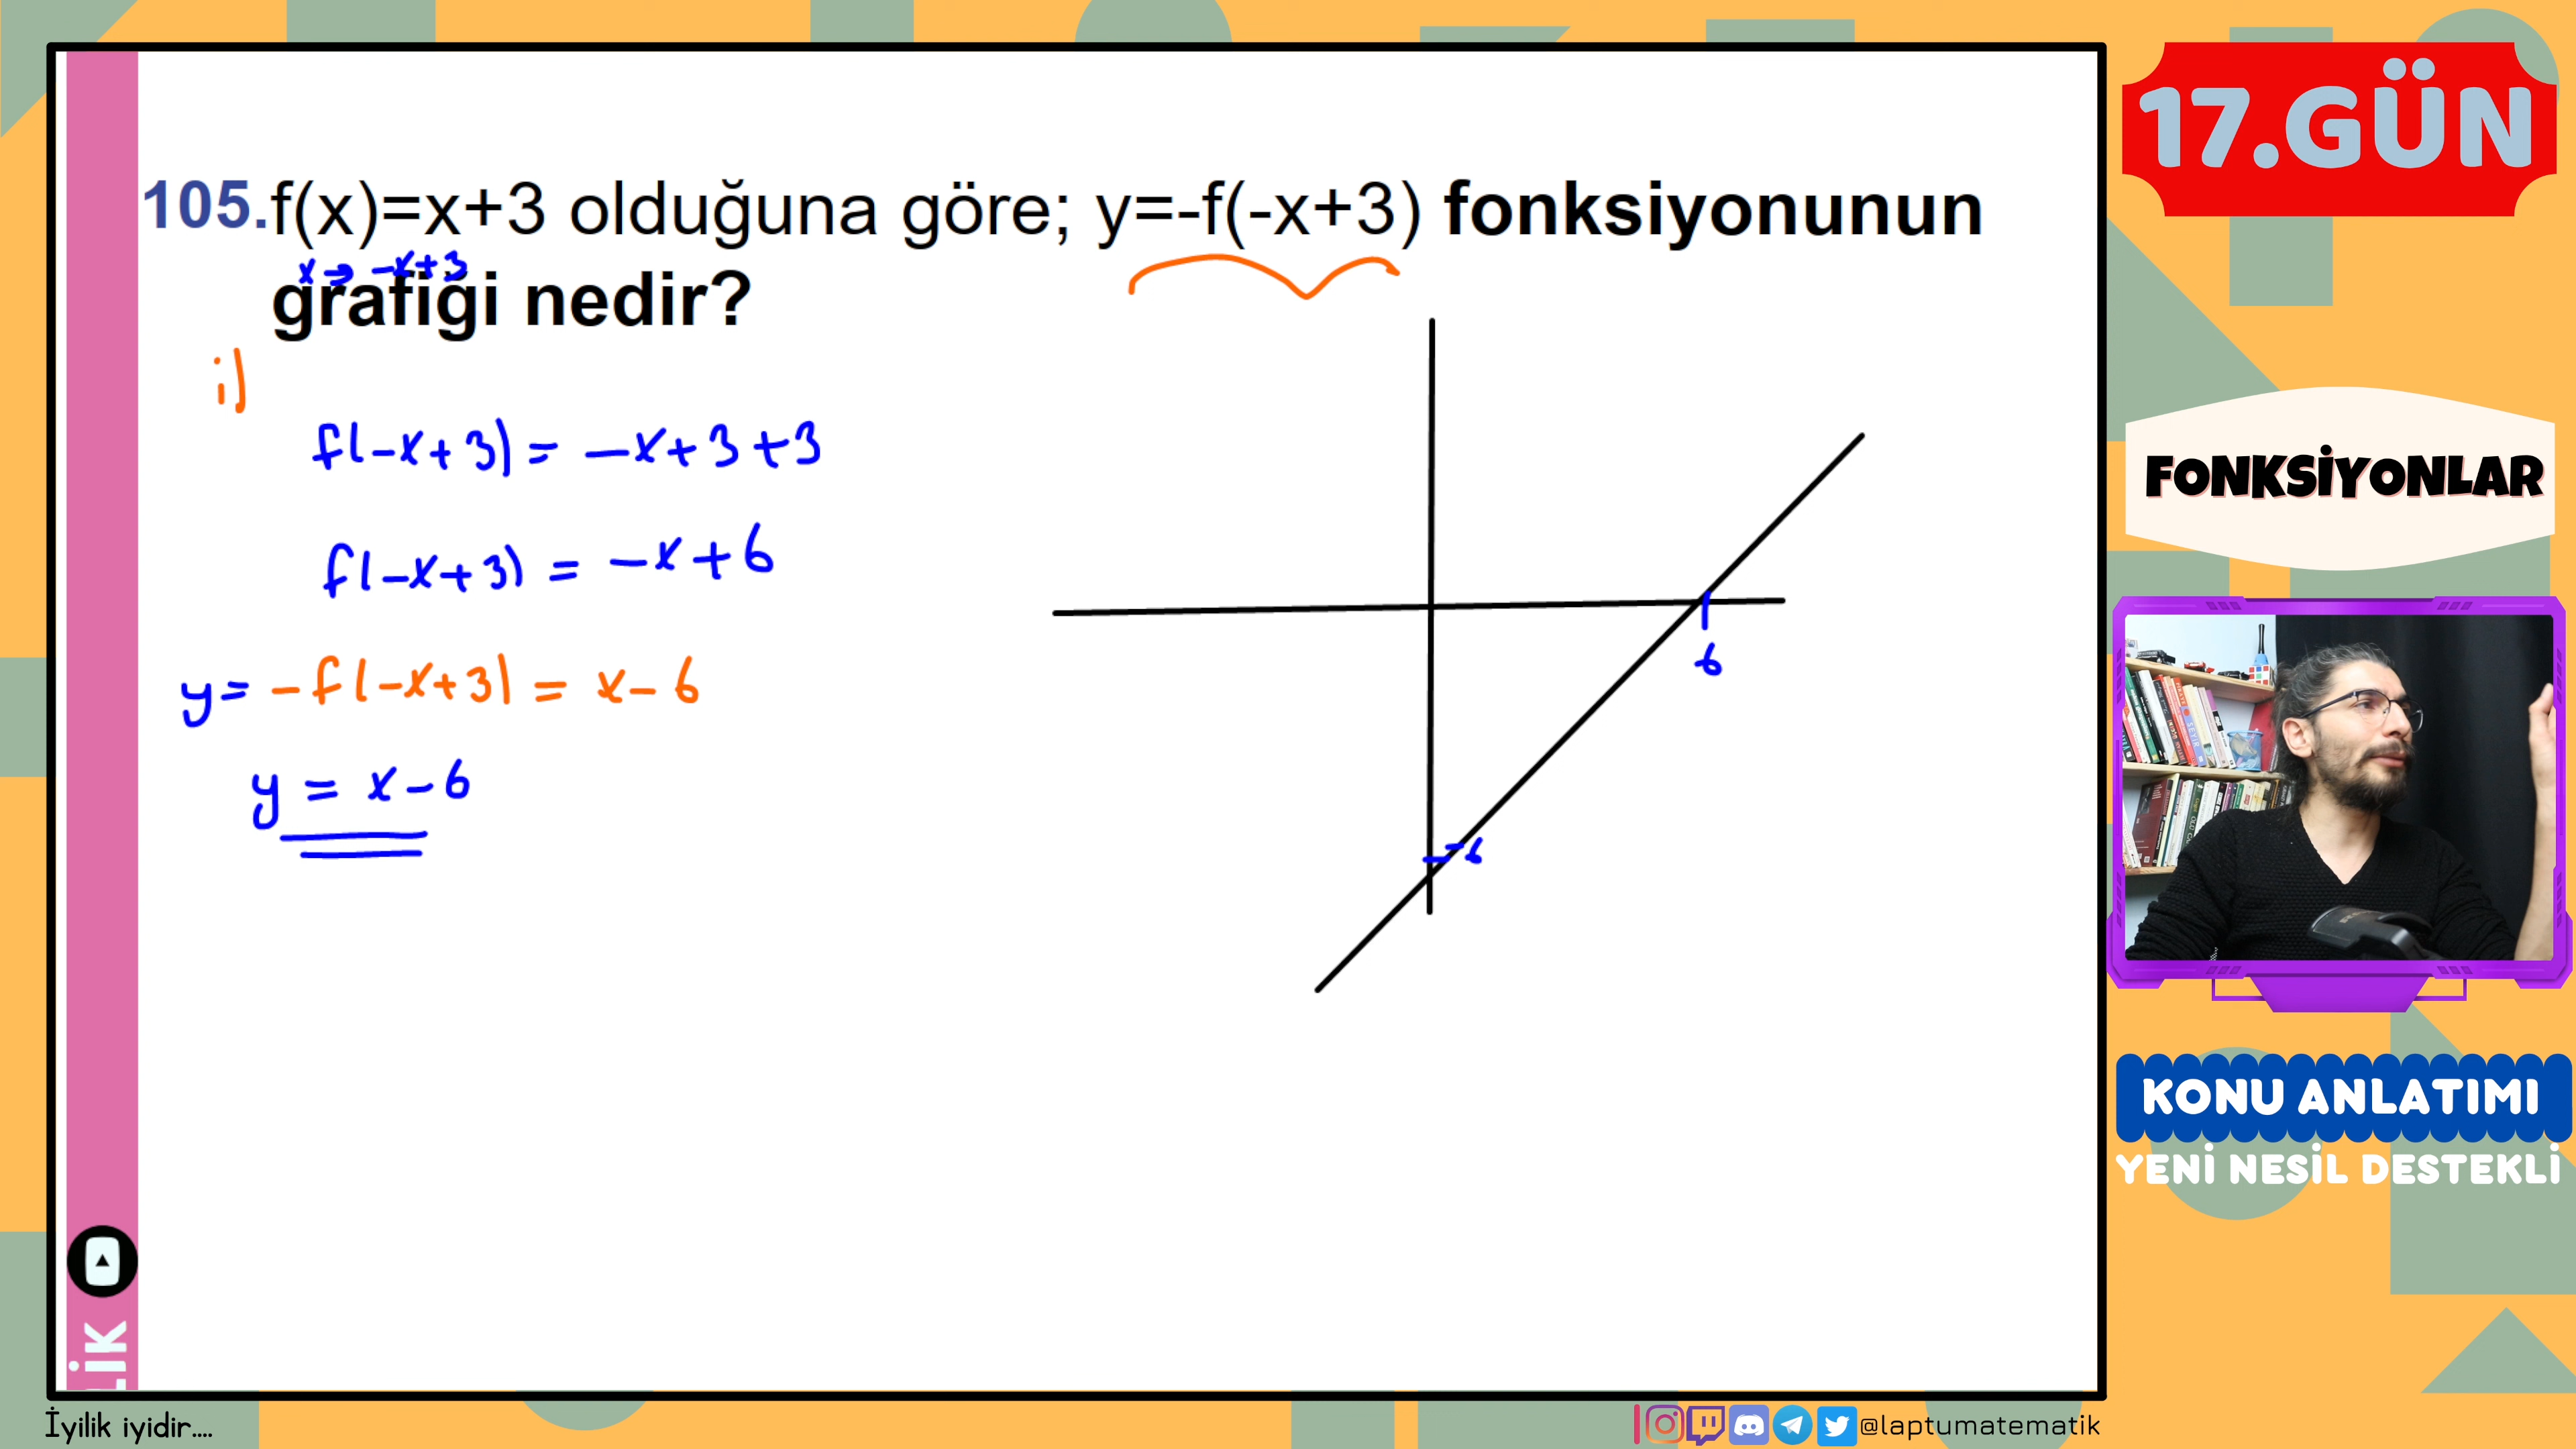 17.GÜN
105. f(x)=x+3 olduğuna göre; y=-f(-x+3) fonksiyonunun
x→ -x+3
grafiği nedir?
i)
f(-x+3) = -x+3+3
f(-x+3) = -x+6
y= -f(-x+3) = x-6
y = x-6
6
-6
FONKSİYONLAR
KONU ANLATIMI
YENİ NESİL DESTEKLİ
LİK
İyilik iyidir....
@laptumatematik